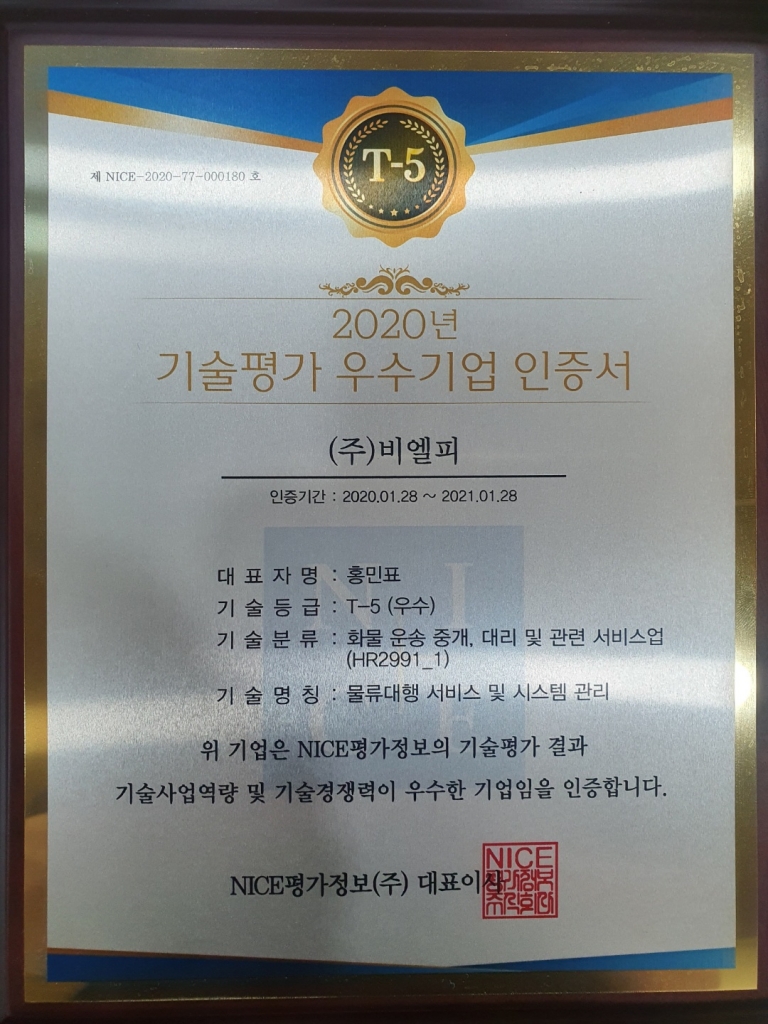 제 NICE-2020-77-000180 호
T-5
2020년
기술평가 우수기업 인증서
(주)비엘피
인증기간 : 2020.01.28 ~ 2021.01.28
대 표 자 명 : 홍민표
기 술 등 급 : T-5 (우수)
기 술 분 류 : 화물 운송 중개, 대리 및 관련 서비스업
(HR2991_1)
기 술 명 칭 : 물류대행 서비스 및 시스템 관리
위 기업은 NICE평가정보의 기술평가 결과
기술사업역량 및 기술경쟁력이 우수한 기업임을 인증합니다.
NICE평가정보(주) 대표이사
NICE